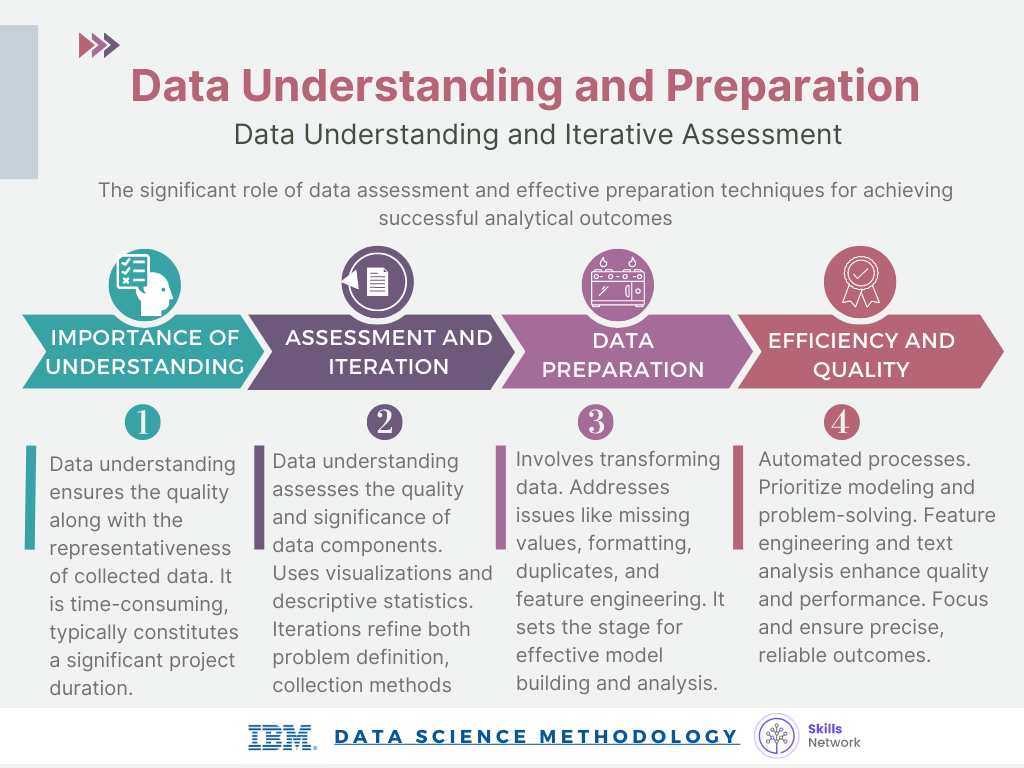 Data Understanding and Preparation
Data Understanding and Iterative Assessment
The significant role of data assessment and effective preparation techniques for achieving
successful analytical outcomes
IMPORTANCE OF
UNDERSTANDING
ASSESSMENT AND
ITERATION
DATA
PREPARATION
EFFICIENCY AND
QUALITY
1
Data understanding
ensures the quality
along with the
representativeness
of collected data. It
is time-consuming,
typically constitutes
a significant project
duration.
2
Data understanding
assesses the quality
and significance of
data components.
Uses visualizations and
descriptive statistics.
Iterations refine both
problem definition,
collection methods
3
Involves transforming
data. Addresses
issues like missing
values, formatting,
duplicates, and
feature engineering. It
sets the stage for
effective model
building and analysis.
4
Automated processes.
Prioritize modeling and
problem-solving. Feature
engineering and text
analysis enhance quality
and performance. Focus
and ensure precise,
reliable outcomes.
IBM®
DATA SCIENCE METHODOLOGY
Skills
Network